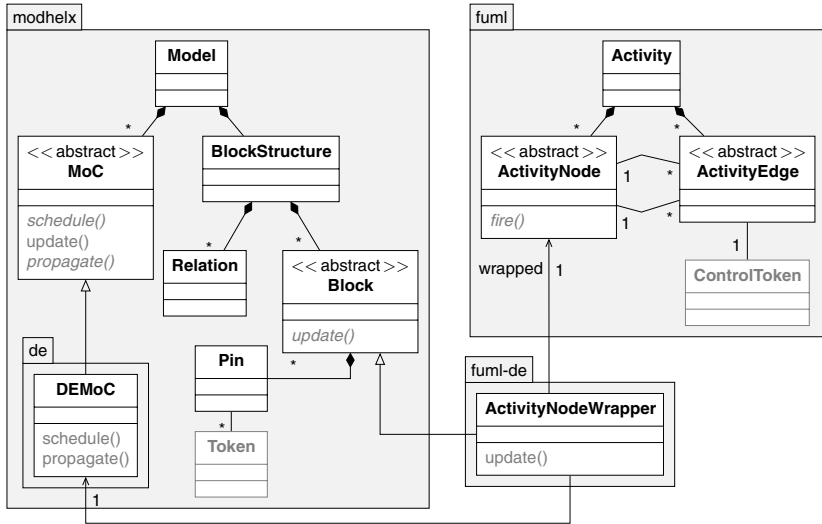 modhelx
Model
*
<< abstract >>
MoC
schedule()
update()
propagate()
BlockStructure
*
*
Relation
<< abstract >>
Block
update()
*
Pin
*
Token
de
DEMoC
schedule()
propagate()
1
fuml
Activity
*
*
<< abstract >>
ActivityNode
fire()
1
*
1
*
<< abstract >>
ActivityEdge
1
ControlToken
wrapped
1
fuml-de
ActivityNodeWrapper
update()